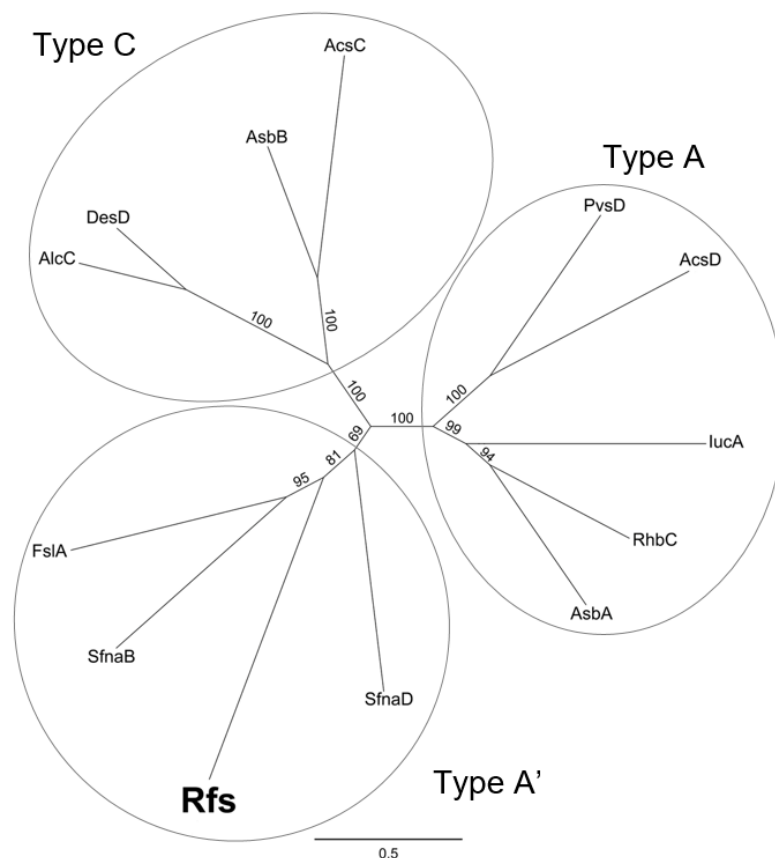 Type C
AcsC
AsbB
DesD
AlcC
100
100
100
Type A
PvsD
AcsD
100
100
99
94
IucA
RhbC
AsbA
69
81
95
FslA
SfnaB
SfnaD
Rfs
Type A’
0.5